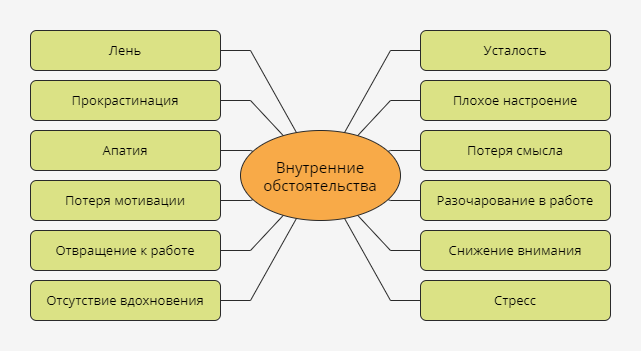 Лень
Прокрастинация
Апатия
Потеря мотивации
Отвращение к работе
Отсутствие вдохновения
Внутренние
обстоятельства
Усталость
Плохое настроение
Потеря смысла
Разочарование в работе
Снижение внимания
Стресс